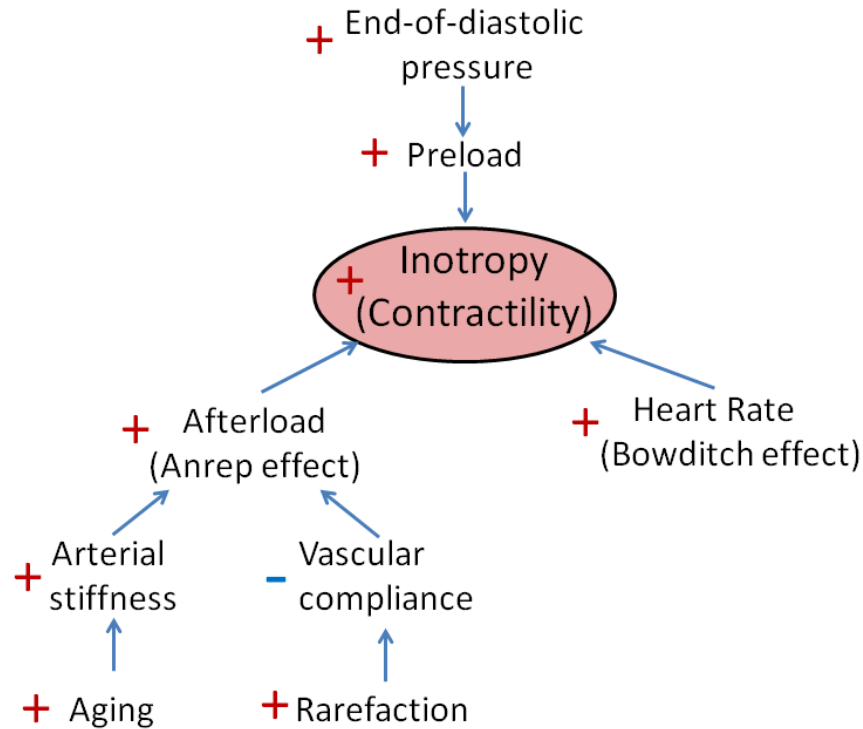 + End-of-diastolic
pressure
+ Preload
+ Inotropy
(Contractility)
+ Afterload
(Anrep effect)
+ Heart Rate
(Bowditch effect)
+ Arterial
stiffness
- Vascular
compliance
+ Aging
+ Rarefaction